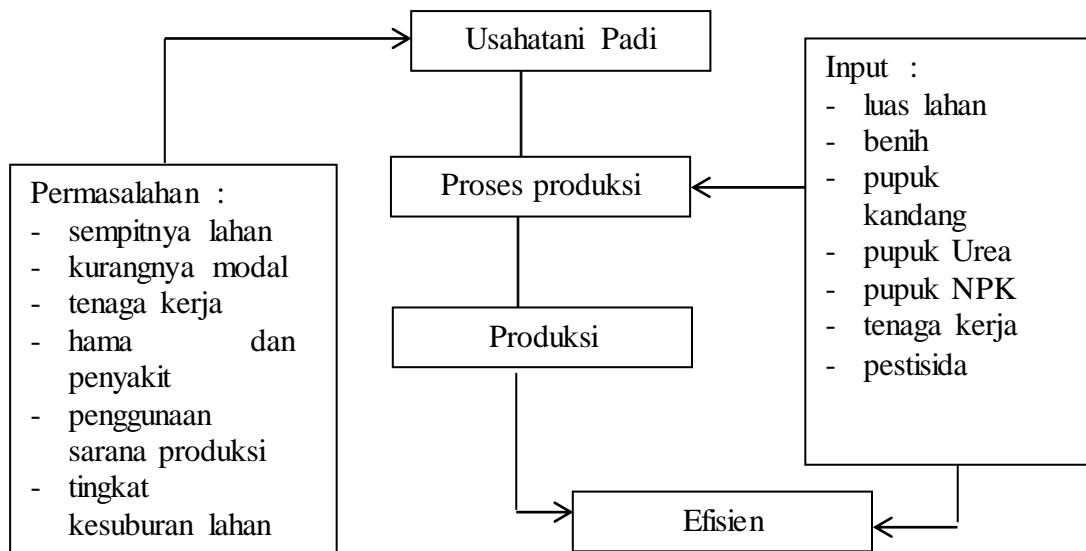 Usahatani Padi
Input :
- luas lahan
- benih
- pupuk
kandang
- pupuk Urea
- pupuk NPK
- tenaga kerja
- pestisida
Proses produksi
Permasalahan :
- sempitnya lahan
- kurangnya modal
- tenaga kerja
- hama dan
penyakit
- penggunaan
sarana produksi
- tingkat
kesuburan lahan
Produksi
Efisien